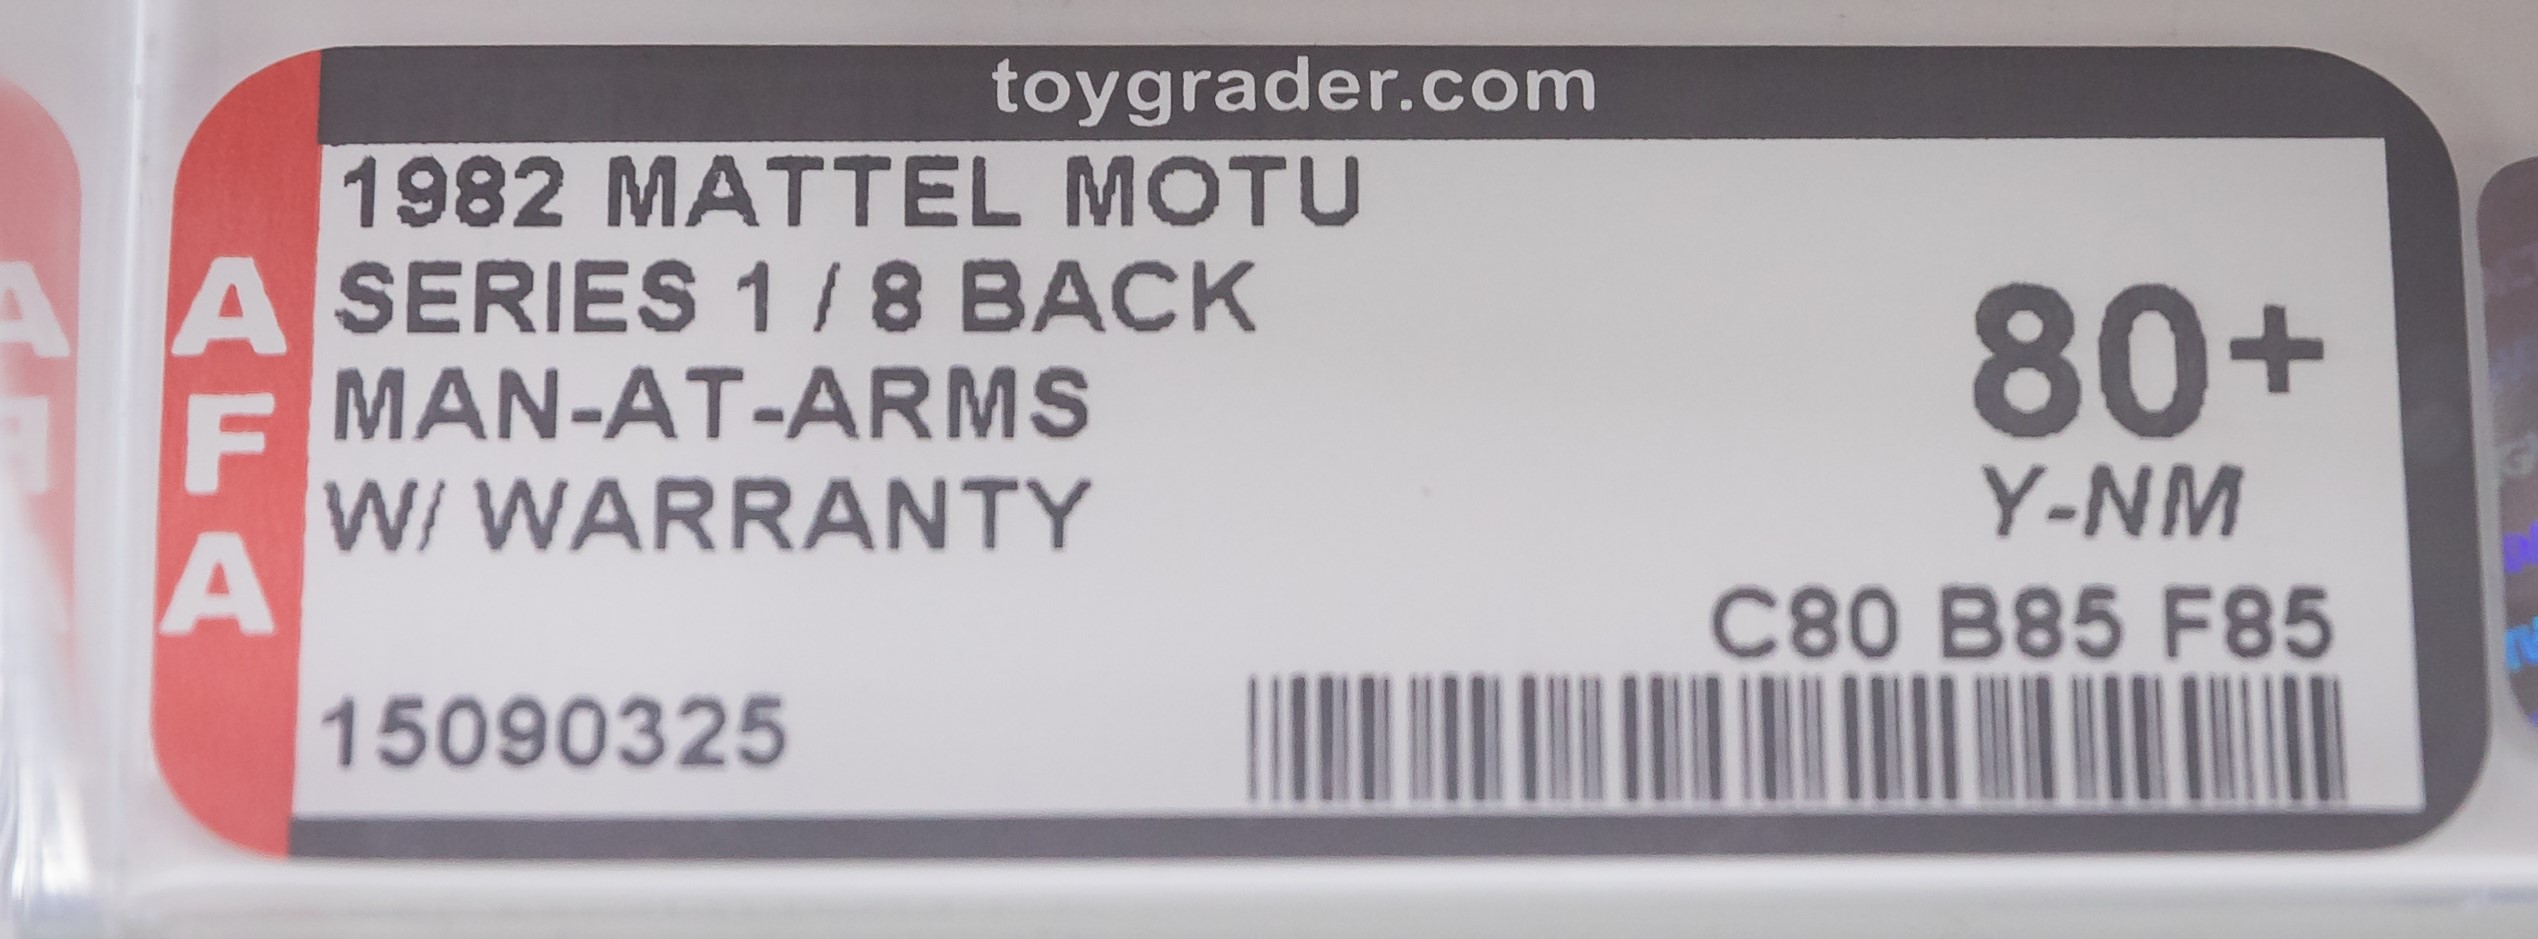 toygrader.com
AFA
1982 MATTEL MOTU
SERIES 1 / 8 BACK
MAN-AT-ARMS
W/ WARRANTY
80+
Y-NM
C80 B85 F85
15090325